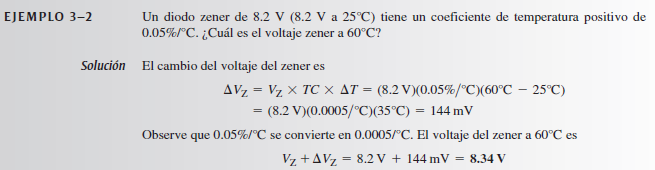 EJEMPLO 3–2 Un diodo zener de 8.2 V (8.2 V a 25°C) tiene un coeficiente de temperatura positivo de
0.05%/°C. ¿Cuál es el voltaje zener a 60°C?
Solución El cambio del voltaje del zener es
ΔVZ = VZ × TC × ΔT = (8.2 V)(0.05%/°C)(60°C − 25°C)
= (8.2 V)(0.0005/°C)(35°C) = 144 mV
Observe que 0.05%/°C se convierte en 0.0005/°C. El voltaje del zener a 60°C es
VZ + ΔVZ = 8.2 V + 144 mV = 8.34 V